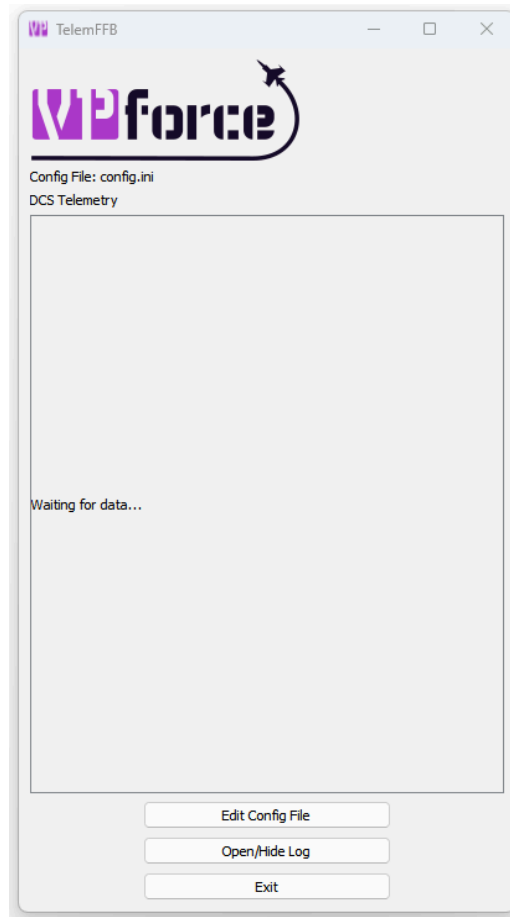 TelemFFB
VPforce
Config File: config.ini
DCS Telemetry
Waiting for data...
Edit Config File
Open/Hide Log
Exit